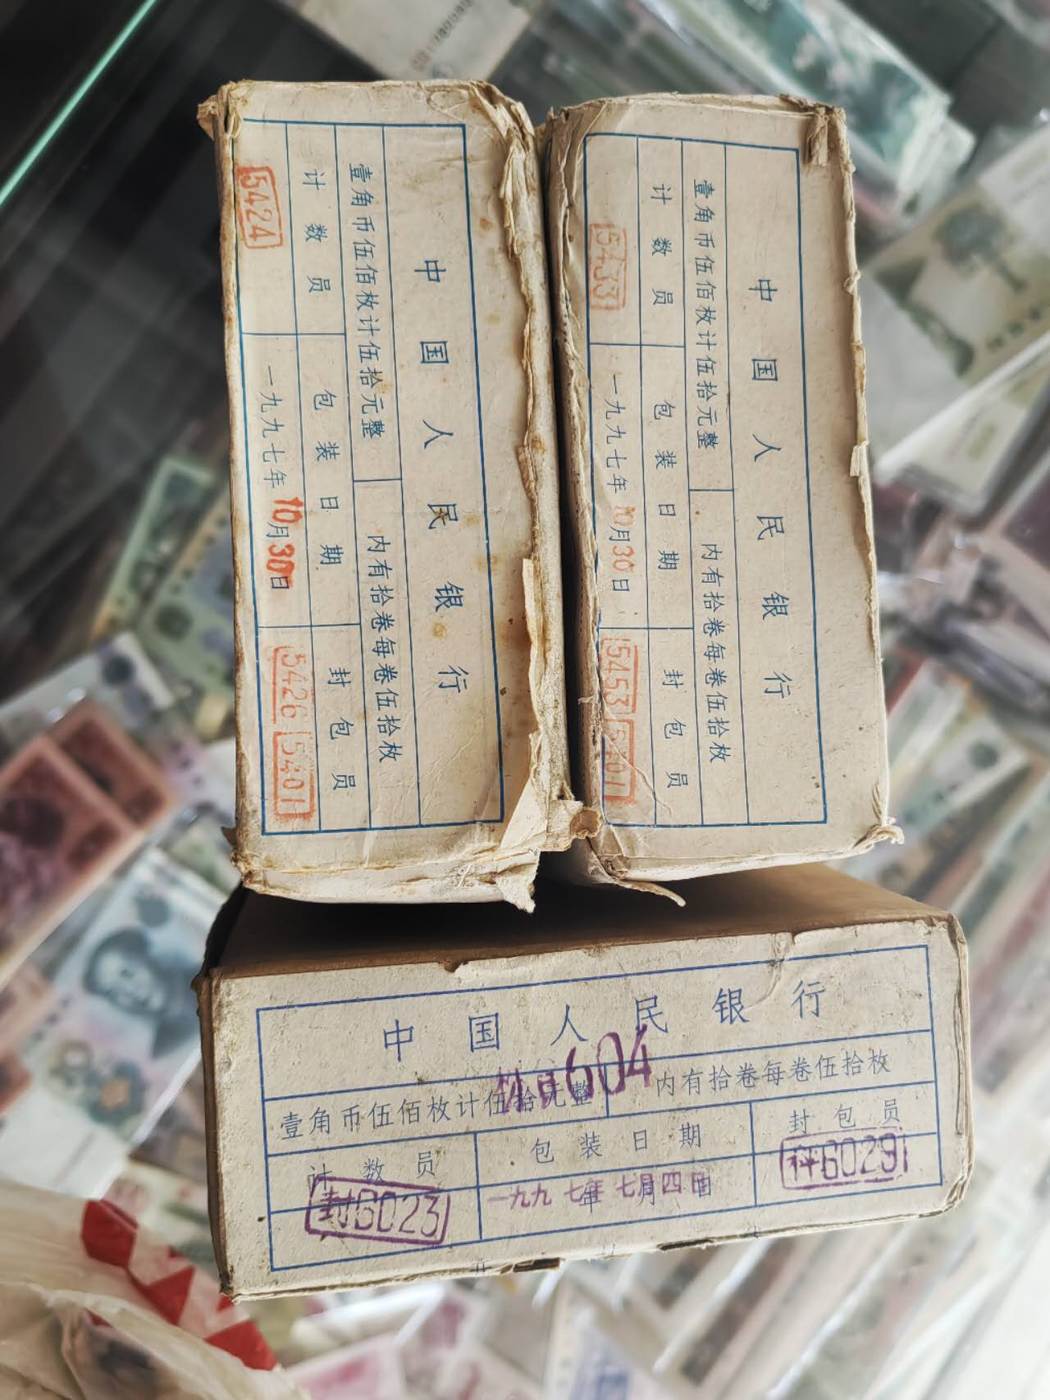 中国人民银行
壹角币伍佰枚计伍拾元整 内有拾卷每卷伍拾枚
计数员 包装日期 封包员
5424 一九九七年10月30日 5426 5401
中国人民银行
壹角币伍佰枚计伍拾元整 内有拾卷每卷伍拾枚
计数员 包装日期 封包员
5433 一九九七年10月30日 5453
中国人民银行
604
壹角币伍佰枚计伍拾元整 内有拾卷每卷伍拾枚
计数员 包装日期 封包员
封6023 一九九七年七月四日 科6029